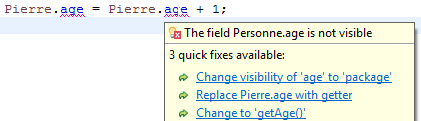 Pierre.age = Pierre.age + 1;
The field Personne.age is not visible
3 quick fixes available:
Change visibility of 'age' to 'package'
Replace Pierre.age with getter
Change to 'getAge()'